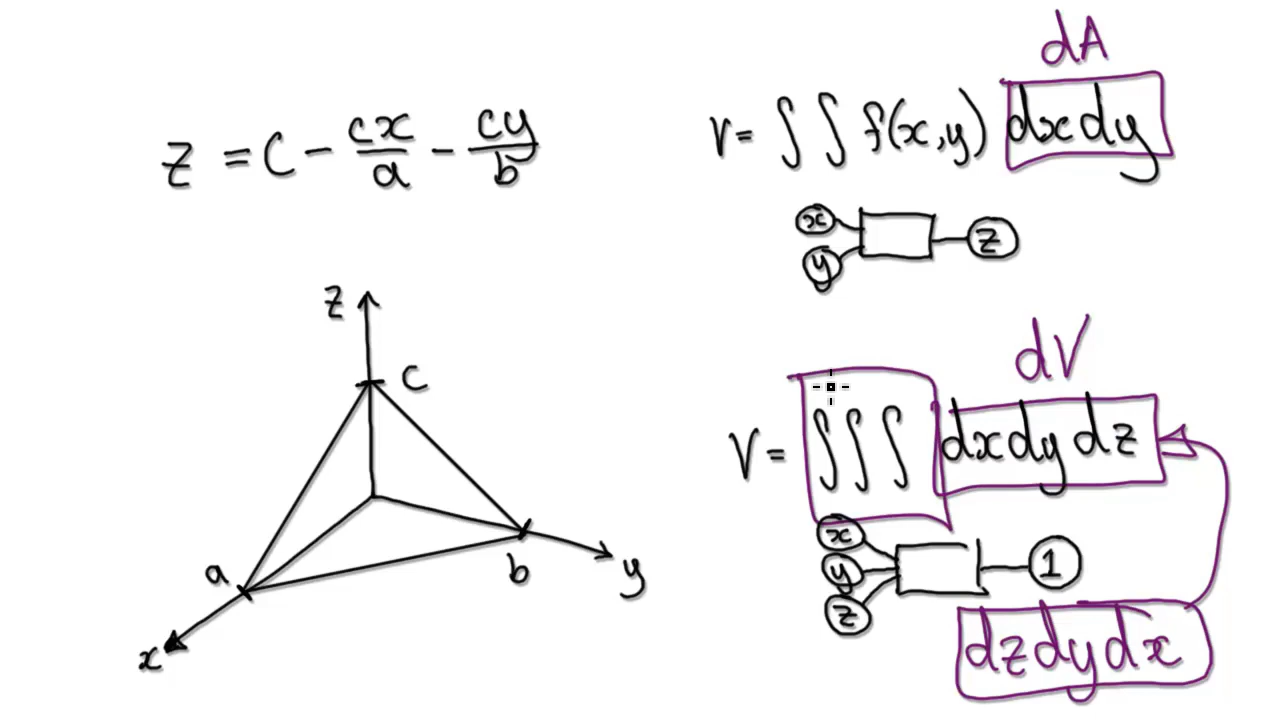 z = c - cx/a - cy/b
z
c
a
b
x
y
dA
V = ∫∫ f(x,y) dxdy
x
y
z
dV
V = ∫∫∫ dxdydz
x
y
z
1
dzdydx